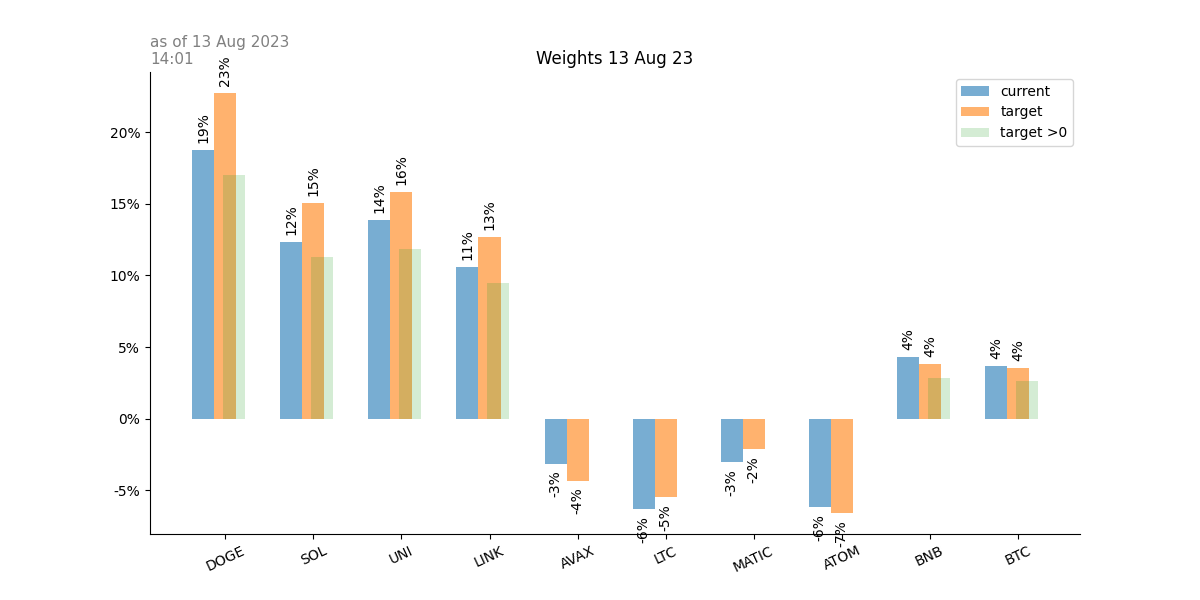 as of 13 Aug 2023
14:01
Weights 13 Aug 23
current
target
target >0
20%
15%
10%
5%
0%
-5%
19%
23%
12%
15%
14%
16%
11%
13%
-3%
-4%
-6%
-5%
-3%
-2%
-6%
-7%
4%
4%
4%
4%
DOGE
SOL
UNI
LINK
AVAX
LTC
MATIC
ATOM
BNB
BTC